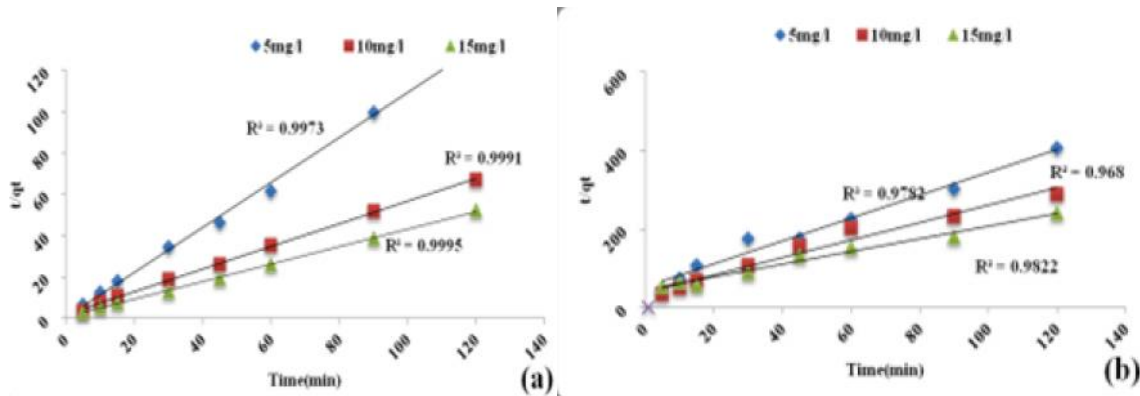 5mg/l 10mg/l 15mg/l
120
100
80
60
40
20
0
t/qt
R² = 0.9973
R² = 0.9991
R² = 0.9995
0 20 40 60 80 100 120 140
Time(min)
(a)
5mg/l 10mg/l 15mg/l
600
400
200
0
t/qt
R² = 0.9782
R² = 0.968
R² = 0.9822
0 20 40 60 80 100 120 140
Time(min)
(b)